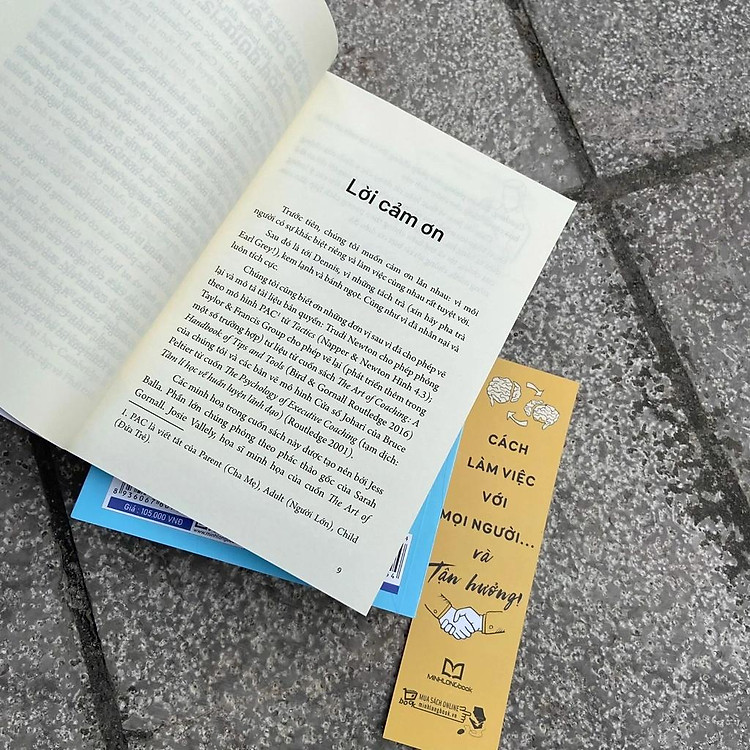 Lời cảm ơn
Trước tiên, chúng tôi muốn cảm ơn lẫn nhau: vì mỗi
người có sự khác biệt riêng và làm việc cùng nhau rất tuyệt vời.
Sau đó là tới Dennis, vì những tách trà (xin hãy pha trà
Earl Grey!), kem lạnh và bánh ngọt. Cũng như vì đã nhẫn nại và
luôn tích cực.
Chúng tôi cũng biết ơn những đơn vị sau vì đã cho phép vẽ
lại và mô tả tài liệu bản quyền: Trudi Newton cho phép phỏng
theo mô hình PAC¹ từ Tactics (Napper & Newton Hình 4.3);
Taylor & Francis Group cho phép vẽ lại (phát triển thêm trong
một số trường hợp) tư liệu từ cuốn sách The Art of Coaching: A
Handbook of Tips and Tools (Bird & Gornall Routledge 2016)
của chúng tôi và các bản vẽ mô hình Cửa sổ Johari của Bruce
Peltier từ cuốn The Psychology of Executive Coaching (tạm dịch:
Tâm lí học về huấn luyện lãnh đạo) (Routledge 2001).
Các minh họa trong cuốn sách này được tạo nên bởi Jess
Balla. Phần lớn chúng phỏng theo phác thảo gốc của Sarah
Gornall. Josie Vallely, họa sĩ minh họa của cuốn The Art of
1. PAC là viết tắt của Parent (Cha Mẹ), Adult (Người Lớn), Child
(Đứa Trẻ).
9
Giá : 105.000 VNĐ
CÁCH
LÀM VIỆC
VỚI
MỌI NGƯỜI...
và
Tận hưởng!
MINHLONGbook
MUA SÁCH ONLINE
minhlongbook.vn